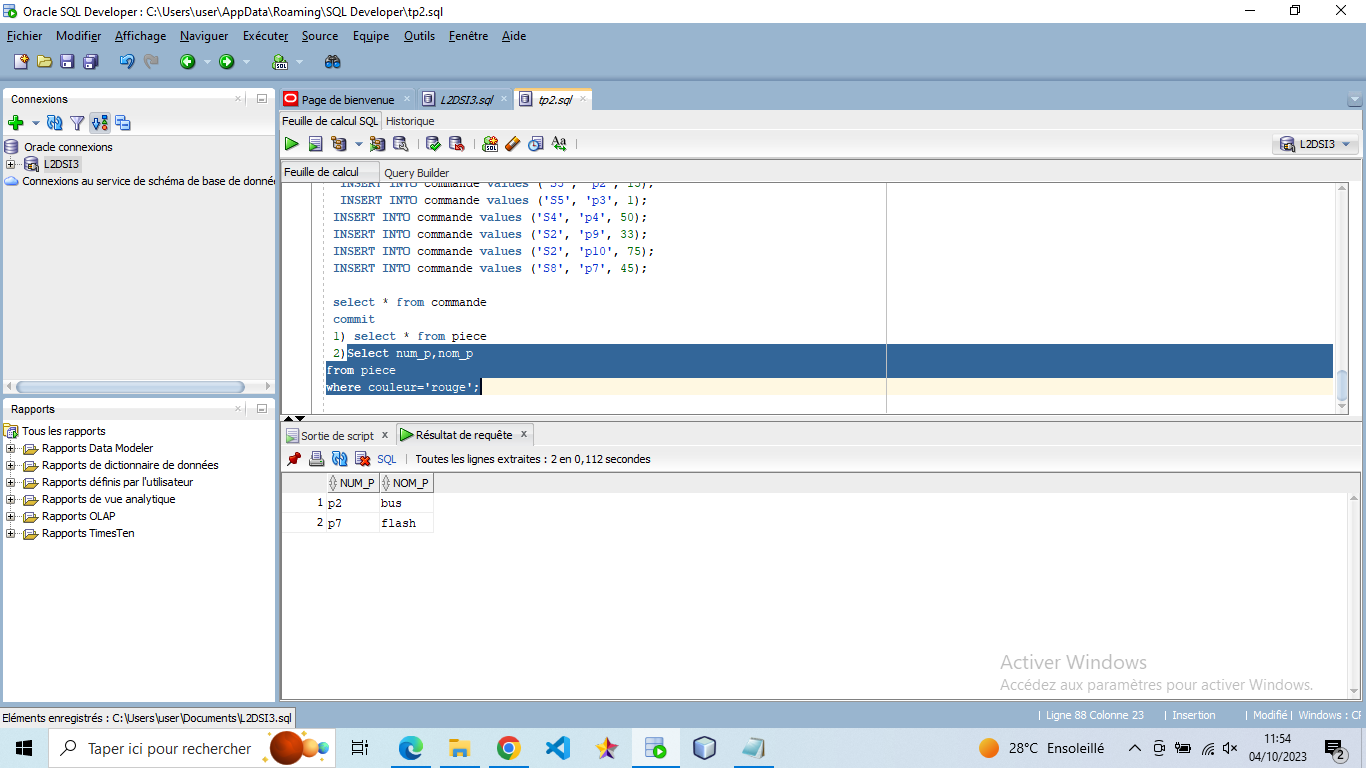 Oracle SQL Developer : C:\Users\user\AppData\Roaming\SQL Developer\tp2.sql
Fichier Modifier Affichage Naviguer Exécuter Source Equipe Outils Fenêtre Aide
Connexions
Oracle connexions
L2DSI3
Connexions au service de schéma de base de donné
Page de bienvenue L2DSI3.sql tp2.sql
Feuille de calcul SQL Historique
L2DSI3
Feuille de calcul Query Builder
INSERT INTO commande values ('S3', 'p2', 15);
INSERT INTO commande values ('S5', 'p3', 1);
INSERT INTO commande values ('S4', 'p4', 50);
INSERT INTO commande values ('S2', 'p9', 33);
INSERT INTO commande values ('S2', 'p10', 75);
INSERT INTO commande values ('S8', 'p7', 45);
select * from commande
commit
1) select * from piece
2)Select num_p,nom_p
from piece
where couleur='rouge';
Rapports
Tous les rapports
Rapports Data Modeler
Rapports de dictionnaire de données
Rapports définis par l'utilisateur
Rapports de vue analytique
Rapports OLAP
Rapports TimesTen
Sortie de script x Résultat de requête x
SQL | Toutes les lignes extraites : 2 en 0,112 secondes
NUM_P NOM_P
1 p2 bus
2 p7 flash
Activer Windows
Accédez aux paramètres pour activer Windows.
Eléments enregistrés : C:\Users\user\Documents\L2DSI3.sql
| Ligne 88 Colonne 23 | Insertion | Modifié | Windows : CR
Taper ici pour rechercher
28°C Ensoleillé
11:54
04/10/2023
2